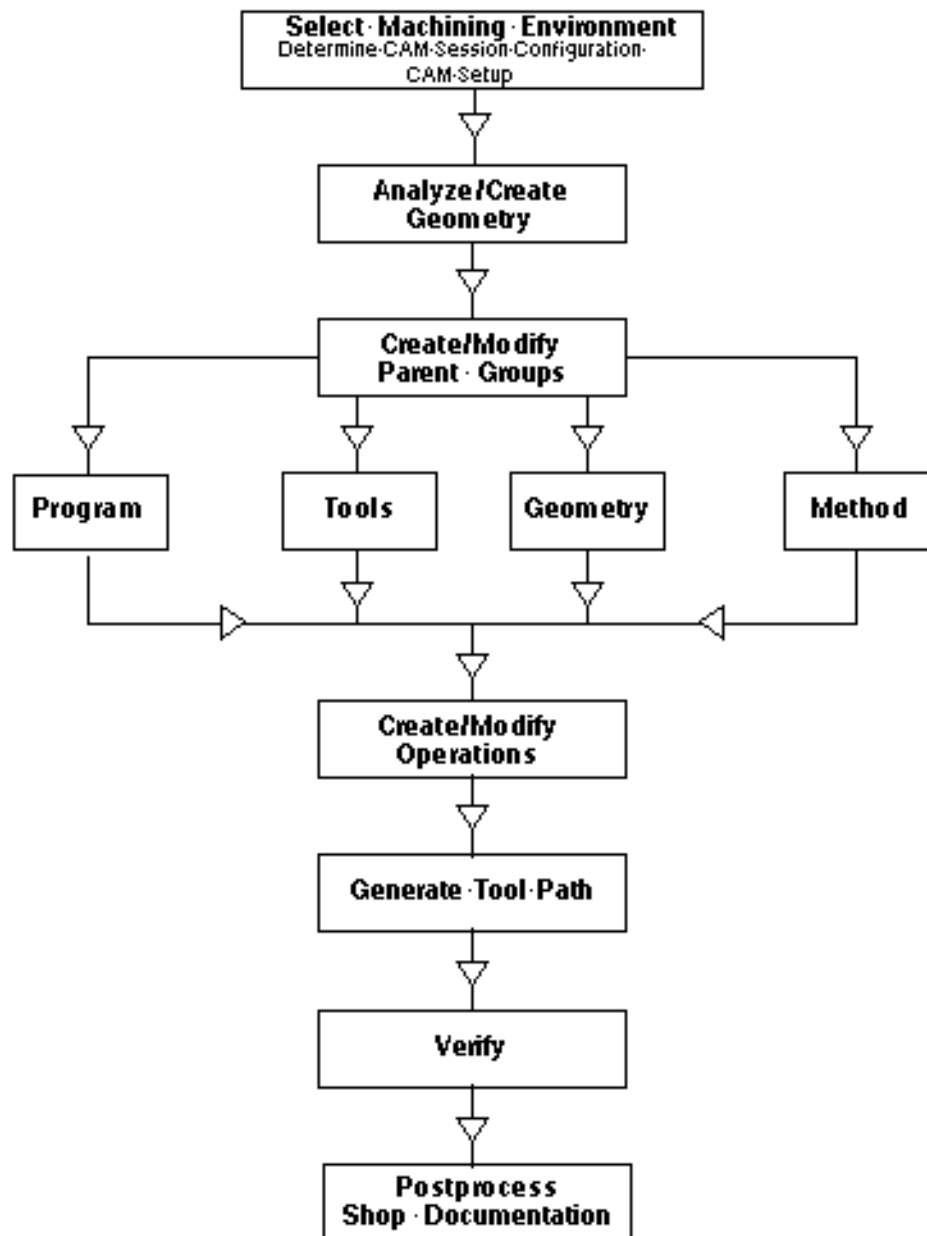 Select·Machining·Environment
Determine·CAM·Session·Configuration·
CAM·Setup
Analyze/Create
Geometry
Create/Modify
Parent·Groups
Program
Tools
Geometry
Method
Create/Modify
Operations
Generate·Tool·Path
Verify
Postprocess
Shop·Documentation